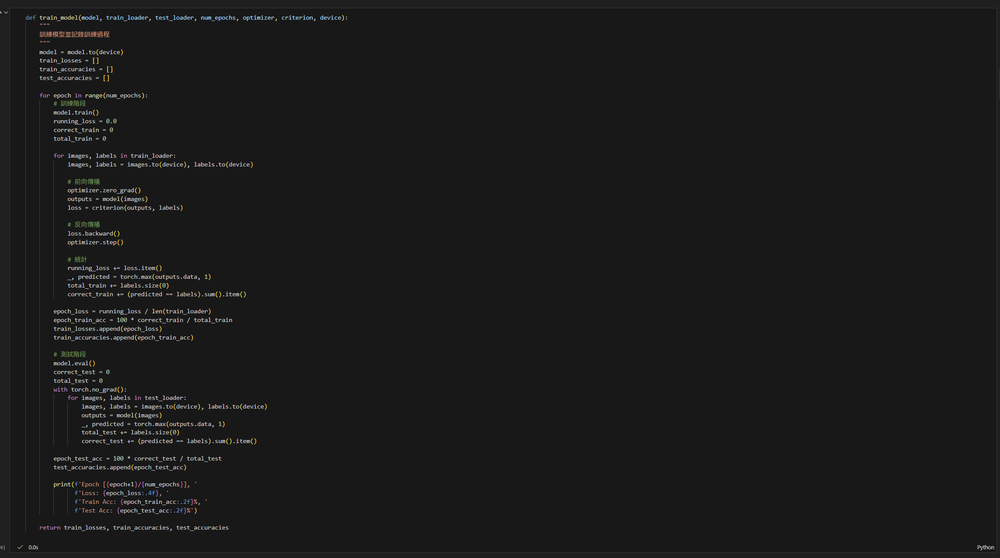 def train_model(model, train_loader, test_loader, num_epochs, optimizer, criterion, device):
"""
訓練模型並記錄訓練過程
"""
model = model.to(device)
train_losses = []
train_accuracies = []
test_accuracies = []
for epoch in range(num_epochs):
# 訓練階段
model.train()
running_loss = 0.0
correct_train = 0
total_train = 0
for images, labels in train_loader:
images, labels = images.to(device), labels.to(device)
# 前向傳播
optimizer.zero_grad()
outputs = model(images)
loss = criterion(outputs, labels)
# 反向傳播
loss.backward()
optimizer.step()
# 統計
running_loss += loss.item()
_, predicted = torch.max(outputs.data, 1)
total_train += labels.size(0)
correct_train += (predicted == labels).sum().item()
epoch_loss = running_loss / len(train_loader)
epoch_train_acc = 100 * correct_train / total_train
train_losses.append(epoch_loss)
train_accuracies.append(epoch_train_acc)
# 測試階段
model.eval()
correct_test = 0
total_test = 0
with torch.no_grad():
for images, labels in test_loader:
images, labels = images.to(device), labels.to(device)
outputs = model(images)
_, predicted = torch.max(outputs.data, 1)
total_test += labels.size(0)
correct_test += (predicted == labels).sum().item()
epoch_test_acc = 100 * correct_test / total_test
test_accuracies.append(epoch_test_acc)
print(f'Epoch [{epoch+1}/{num_epochs}], '
f'Loss: {epoch_loss:.4f}, '
f'Train Acc: {epoch_train_acc:.2f}%, '
f'Test Acc: {epoch_test_acc:.2f}%')
return train_losses, train_accuracies, test_accuracies
8] 0.0s Python